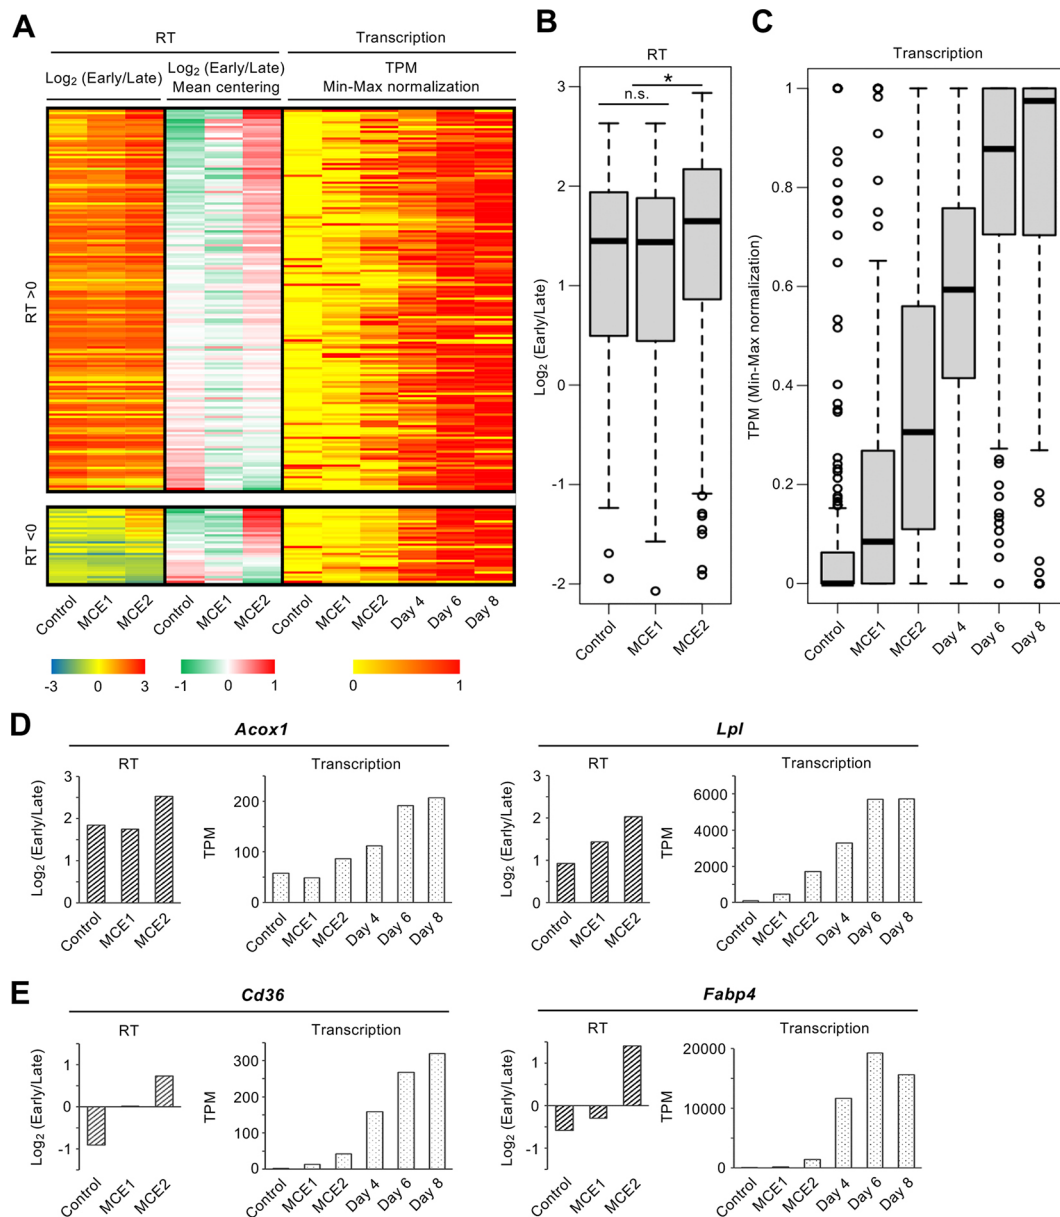 A
RT
Transcription
Log₂ (Early/Late)
Log₂ (Early/Late)
Mean centering
TPM
Min-Max normalization
RT >0
RT <0
Control
MCE1
MCE2
Control
MCE1
MCE2
Control
MCE1
MCE2
Day 4
Day 6
Day 8
-3
0
3
-1
0
1
0
1
B
RT
Log₂ (Early/Late)
3
2
1
0
-1
-2
n.s.
*
Control
MCE1
MCE2
C
Transcription
TPM (Min-Max normalization)
1
0.8
0.6
0.4
0.2
0
Control
MCE1
MCE2
Day 4
Day 6
Day 8
D
Acox1
RT
Log₂ (Early/Late)
3
2
1
0
Control
MCE1
MCE2
Transcription
TPM
200
100
0
Control
MCE1
MCE2
Day 4
Day 6
Day 8
Lpl
RT
Log₂ (Early/Late)
3
2
1
0
Control
MCE1
MCE2
Transcription
TPM
6000
4000
2000
0
Control
MCE1
MCE2
Day 4
Day 6
Day 8
E
Cd36
RT
Log₂ (Early/Late)
1
0
-1
Control
MCE1
MCE2
Transcription
TPM
300
200
100
0
Control
MCE1
MCE2
Day 4
Day 6
Day 8
Fabp4
RT
Log₂ (Early/Late)
1
0
-1
Control
MCE1
MCE2
Transcription
TPM
20000
10000
0
Control
MCE1
MCE2
Day 4
Day 6
Day 8